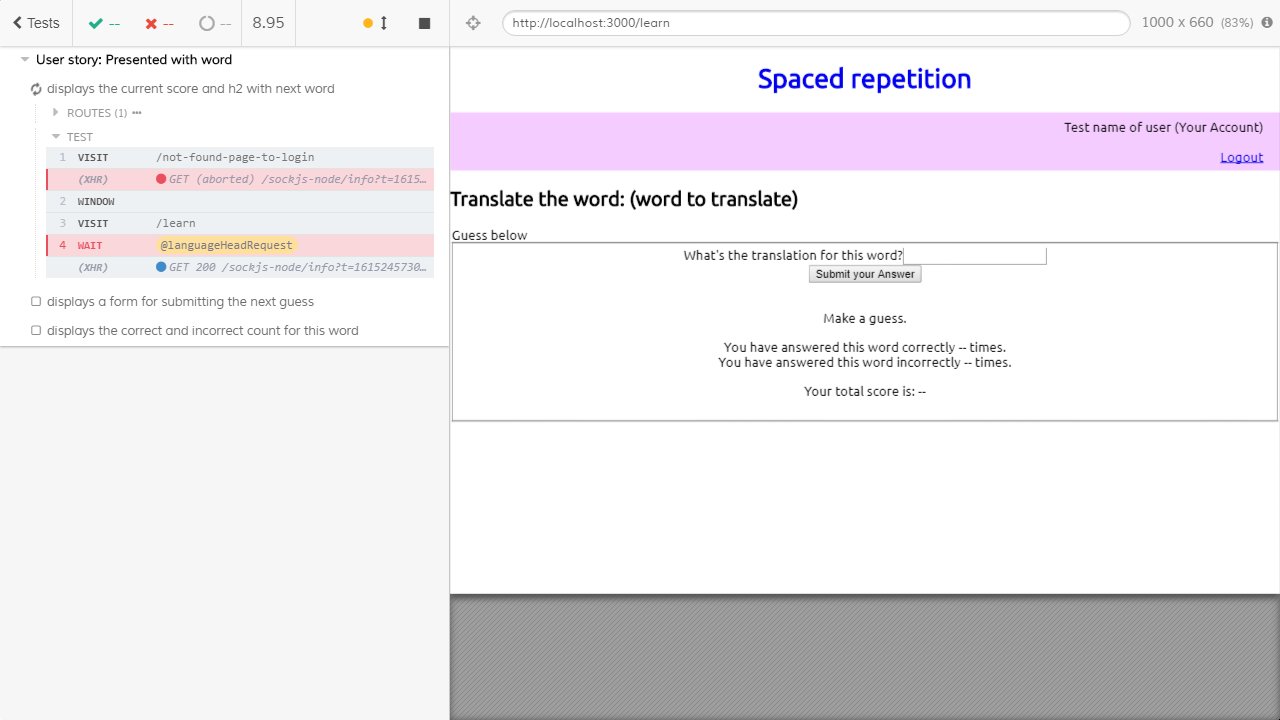 Tests -- -- -- 8.95
http://localhost:3000/learn 1000 x 660 (83%)
User story: Presented with word
displays the current score and h2 with next word
ROUTES (1)
TEST
1 VISIT /not-found-page-to-login
(XHR) GET (aborted) /sockjs-node/info?t=1615…
2 WINDOW
3 VISIT /learn
4 WAIT @languageHeadRequest
(XHR) GET 200 /sockjs-node/info?t=1615245730…
displays a form for submitting the next guess
displays the correct and incorrect count for this word
Spaced repetition
Test name of user (Your Account)
Logout
Translate the word: (word to translate)
Guess below
What's the translation for this word?
Submit your Answer
Make a guess.
You have answered this word correctly -- times.
You have answered this word incorrectly -- times.
Your total score is: --